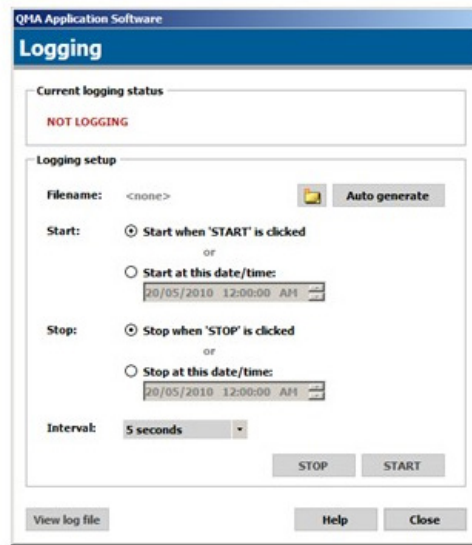 QMA Application Software
Logging
Current logging status
NOT LOGGING
Logging setup
Filename: <none> Auto generate
Start: Start when 'START' is clicked
or
Start at this date/time:
20/05/2010 12:00:00 AM
Stop: Stop when 'STOP' is clicked
or
Stop at this date/time:
20/05/2010 12:00:00 AM
Interval: 5 seconds
STOP START
View log file Help Close